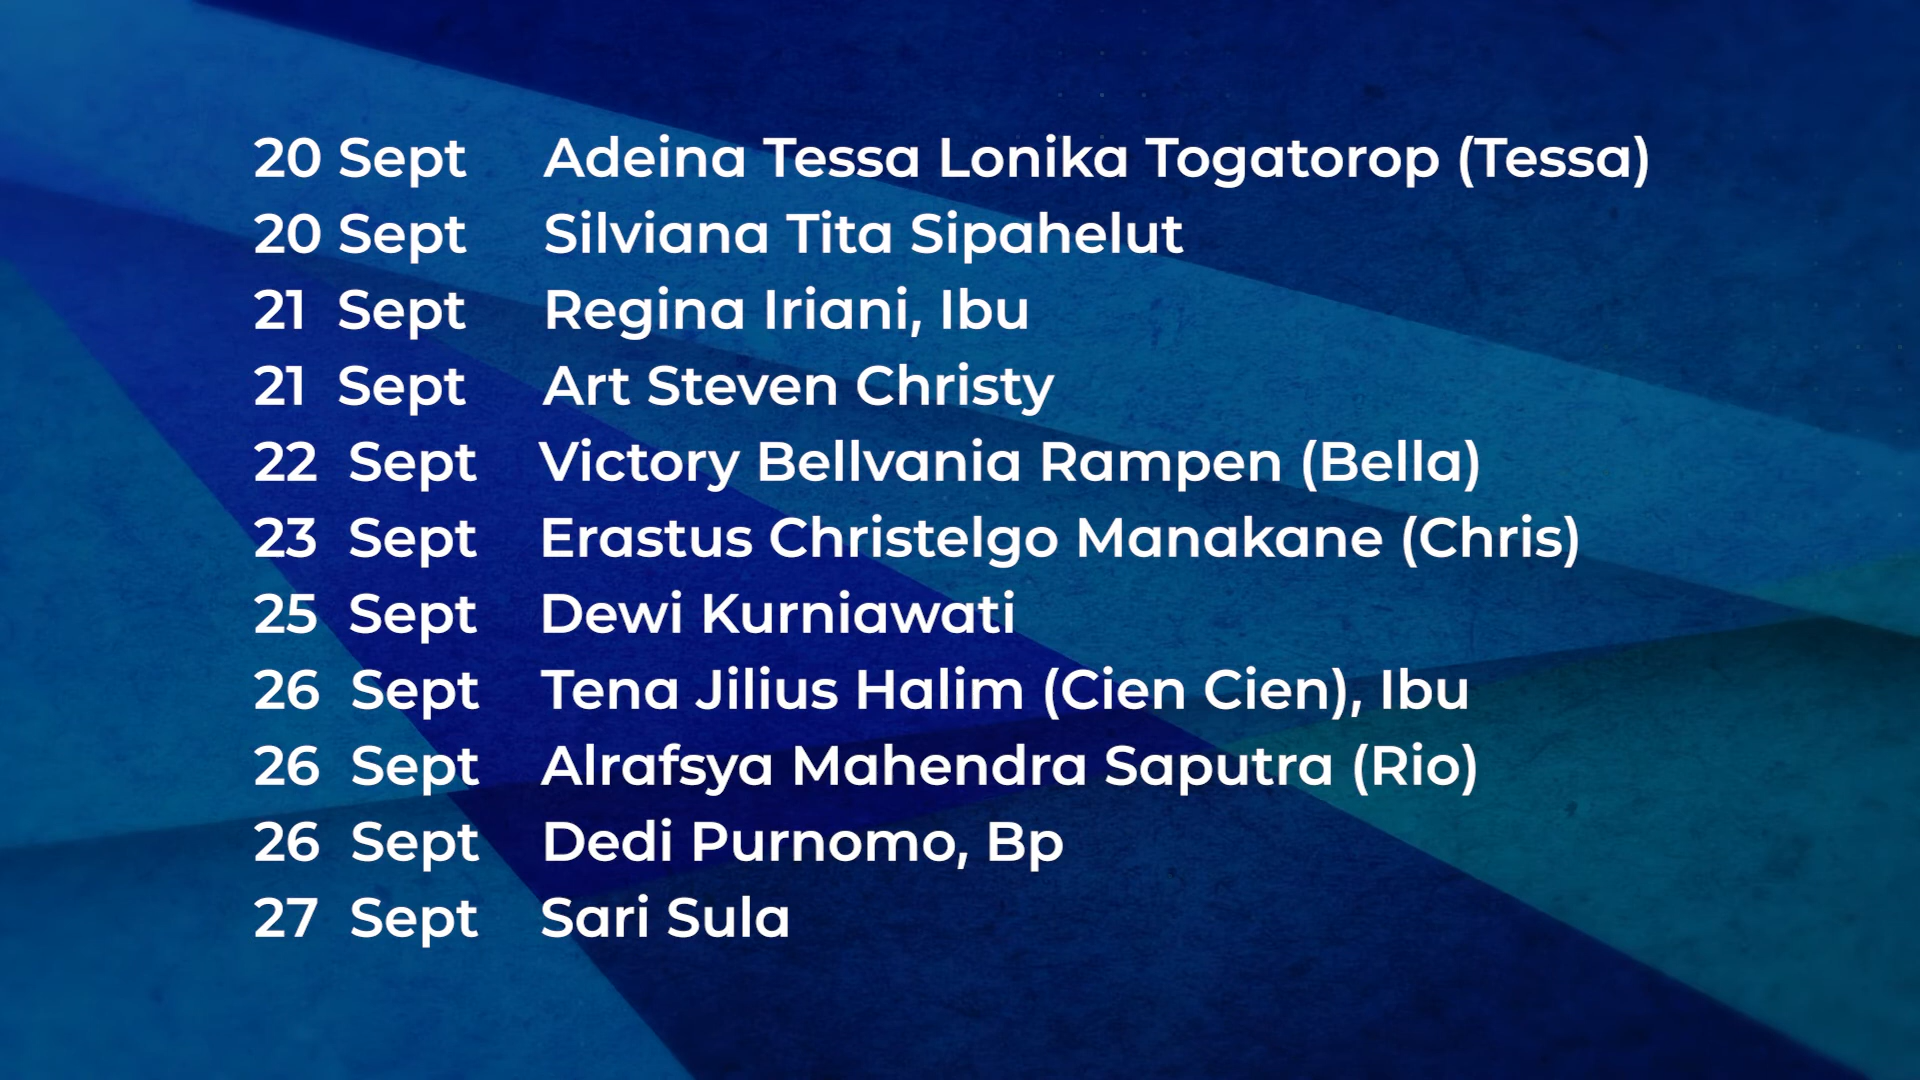 20 Sept Adeina Tessa Lonika Togatorop (Tessa)
20 Sept Silviana Tita Sipahelut
21 Sept Regina Iriani, Ibu
21 Sept Art Steven Christy
22 Sept Victory Bellvania Rampen (Bella)
23 Sept Erastus Christelgo Manakane (Chris)
25 Sept Dewi Kurniawati
26 Sept Tena Jilius Halim (Cien Cien), Ibu
26 Sept Alrafsya Mahendra Saputra (Rio)
26 Sept Dedi Purnomo, Bp
27 Sept Sari Sula